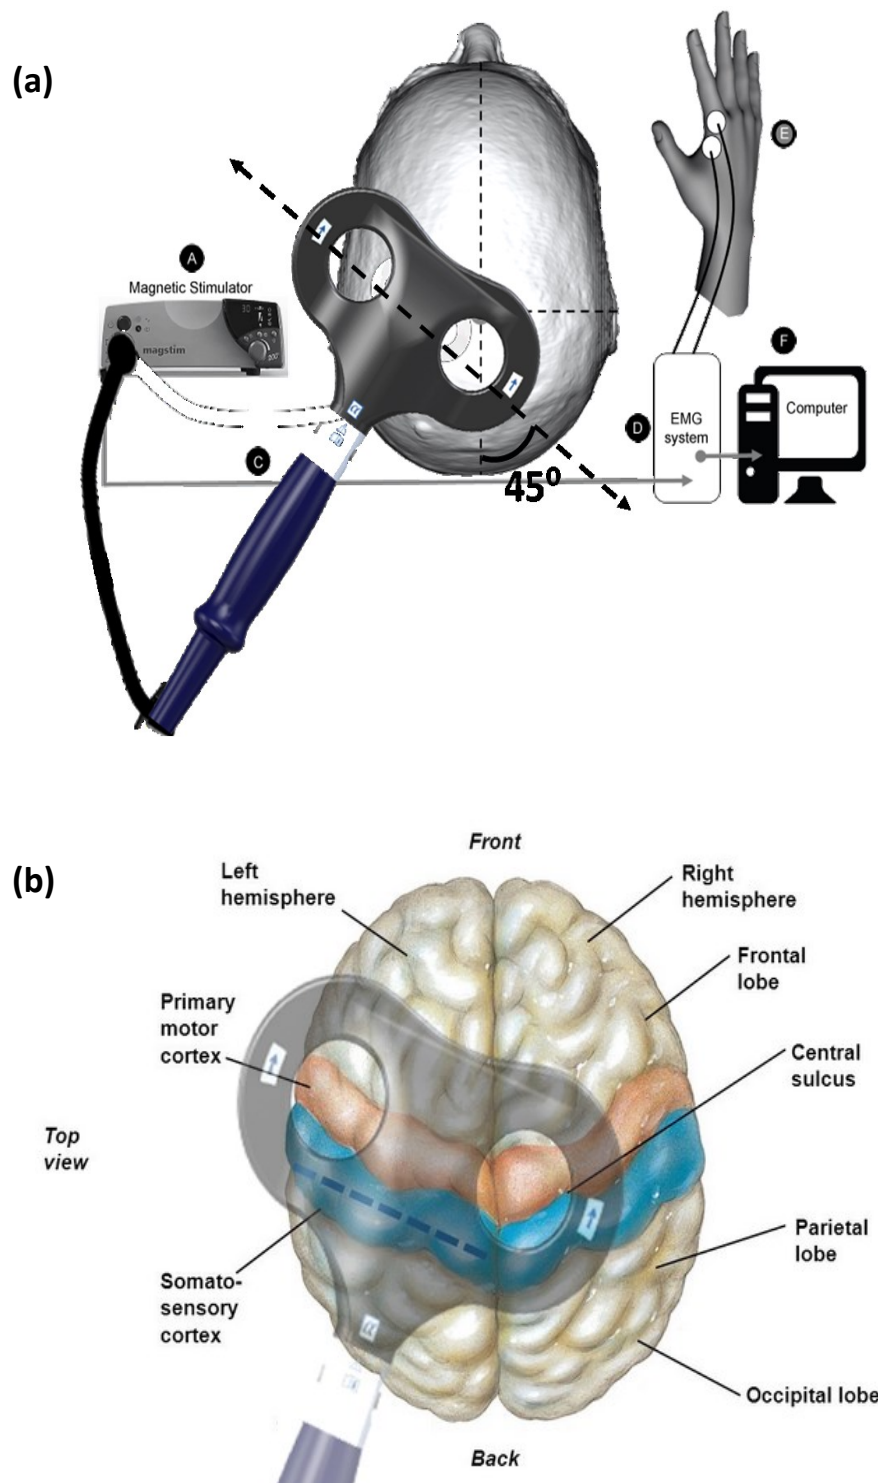 (a)
A
Magnetic Stimulator
magstim
E
F
Computer
D
EMG
system
C
45⁰
α
(b)
Front
Left
hemisphere
Right
hemisphere
Frontal
lobe
Primary
motor
cortex
Central
sulcus
Top
view
Parietal
lobe
Somato-
sensory
cortex
α
Occipital lobe
Back